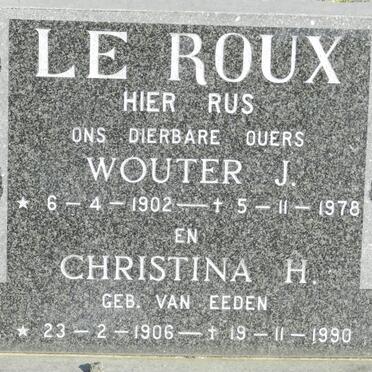 LE ROUX
HIER RUS
ONS DIERBARE OUERS
WOUTER J.
★ 6 - 4 - 1902 — † 5 - 11 - 1978
EN
CHRISTINA H.
GEB. VAN EEDEN
★ 23 - 2 - 1906 — † 19 - 11 - 1990